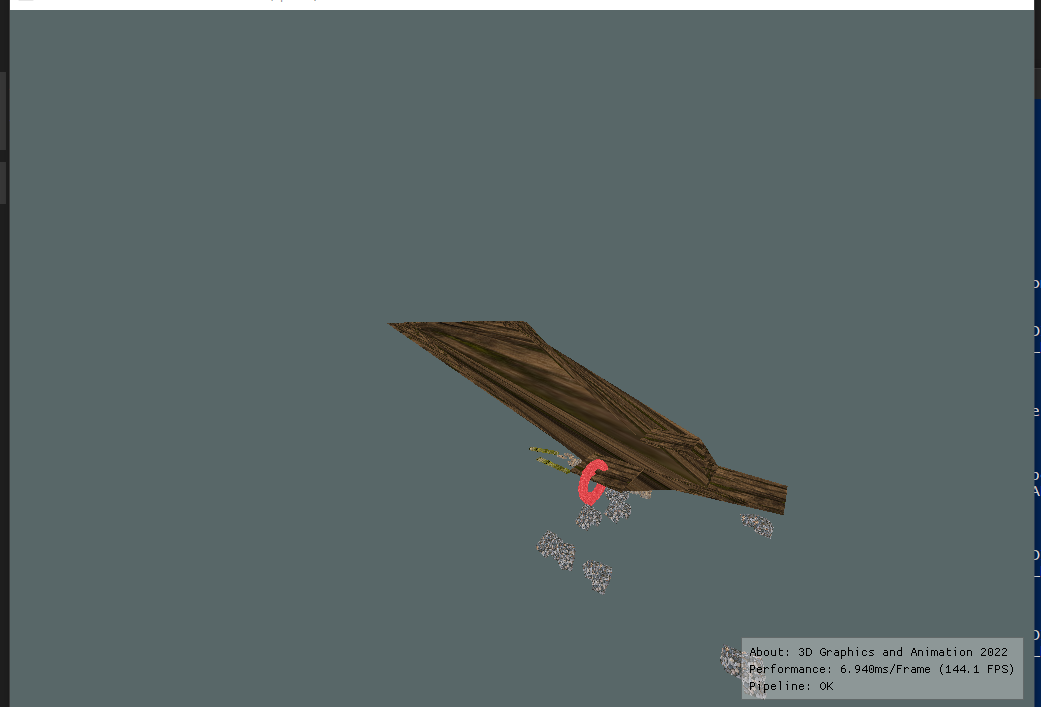 About: 3D Graphics and Animation 2022
Performance: 6.940ms/Frame (144.1 FPS)
Pipeline: OK